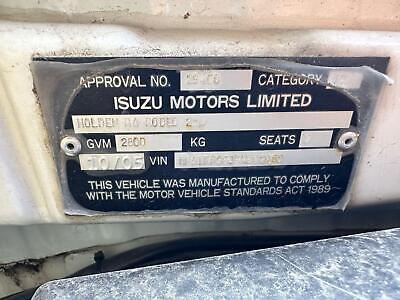 APPROVAL NO. CATEGORY
ISUZU MOTORS LIMITED
HOLDEN RA RODEO
GVM 2800 KG SEATS
10/05 VIN
THIS VEHICLE WAS MANUFACTURED TO COMPLY
WITH THE MOTOR VEHICLE STANDARDS ACT 1989